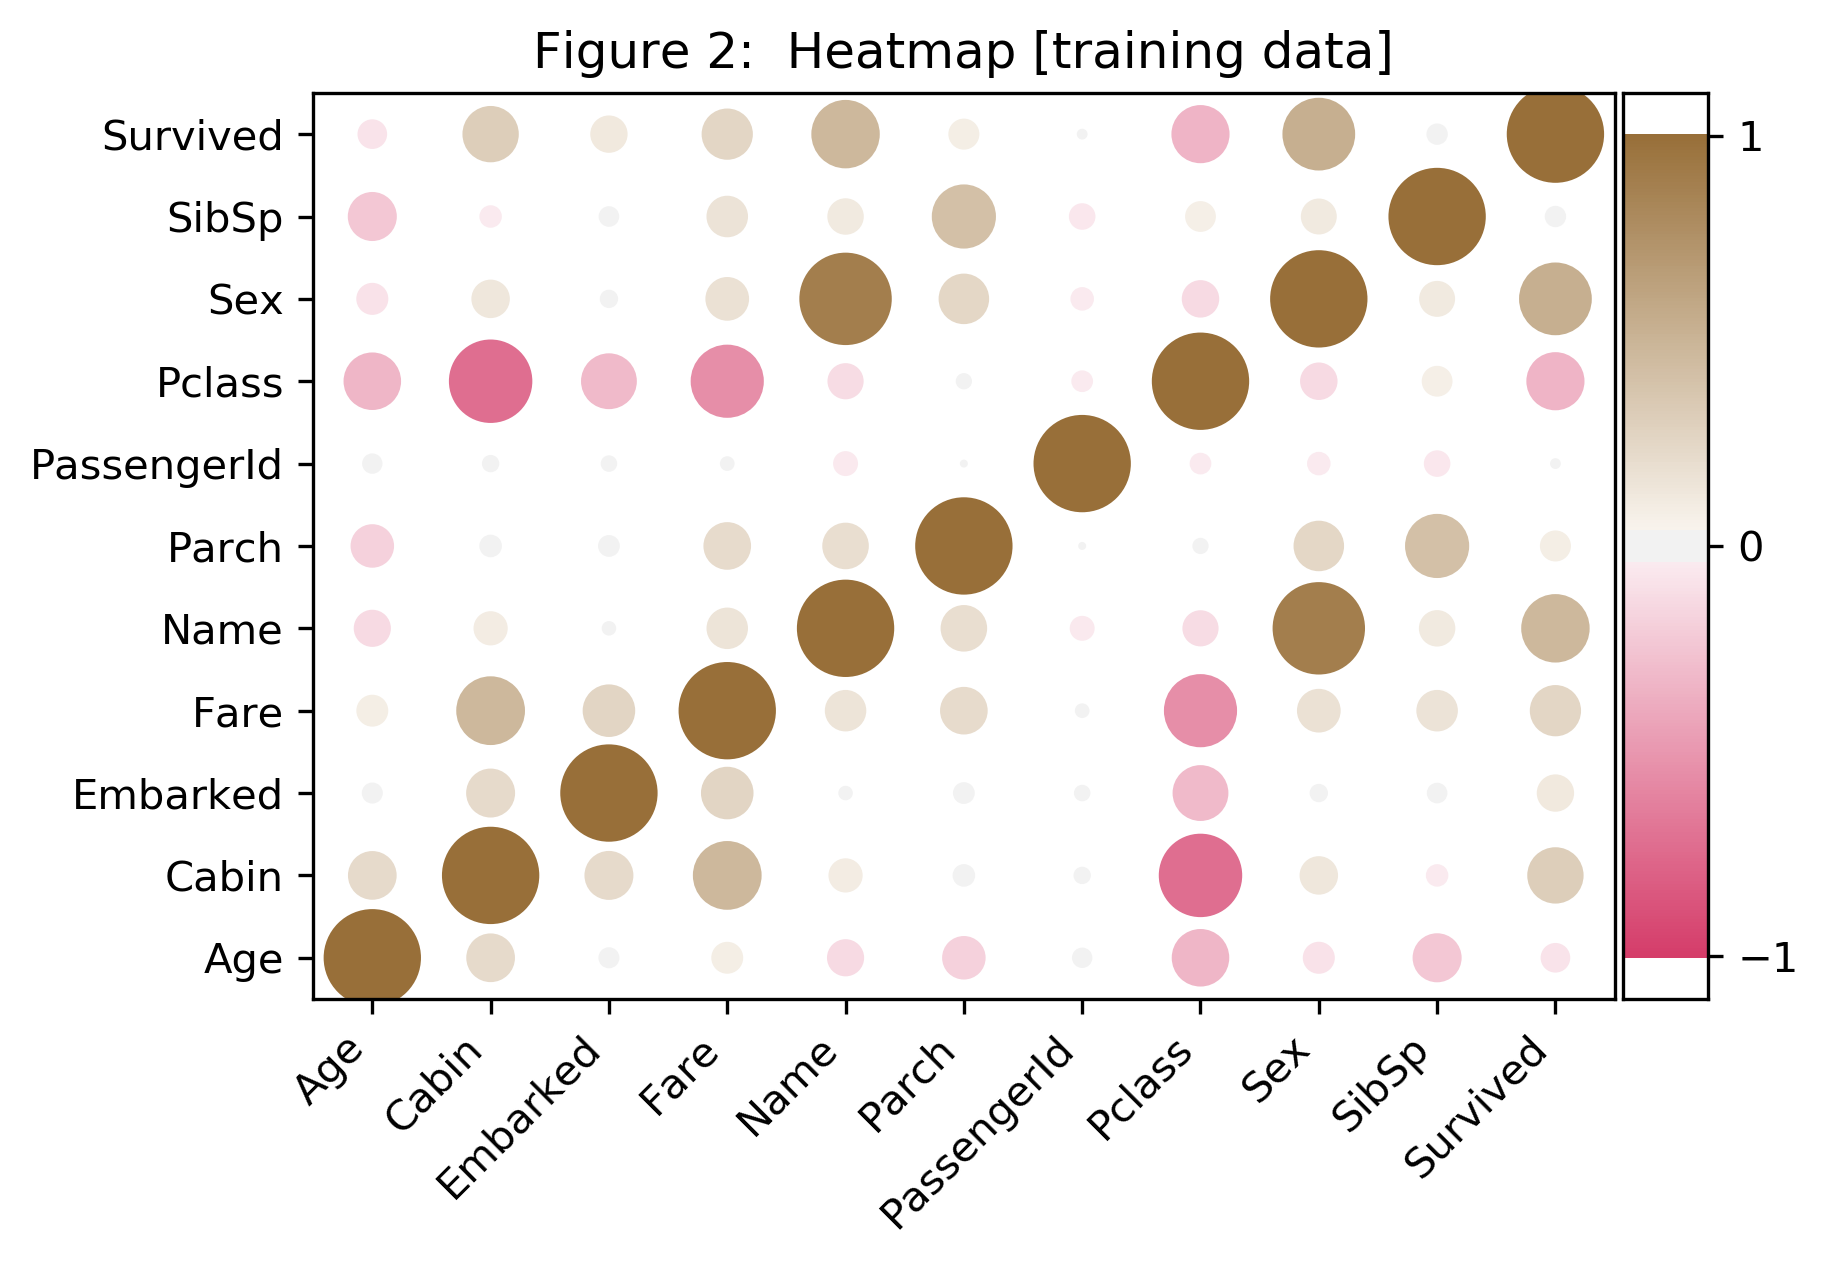 Figure 2:  Heatmap [training data]
Survived
SibSp
Sex
Pclass
PassengerId
Parch
Name
Fare
Embarked
Cabin
Age
Age
Cabin
Embarked
Fare
Name
Parch
PassengerId
Pclass
Sex
SibSp
Survived
1
0
−1